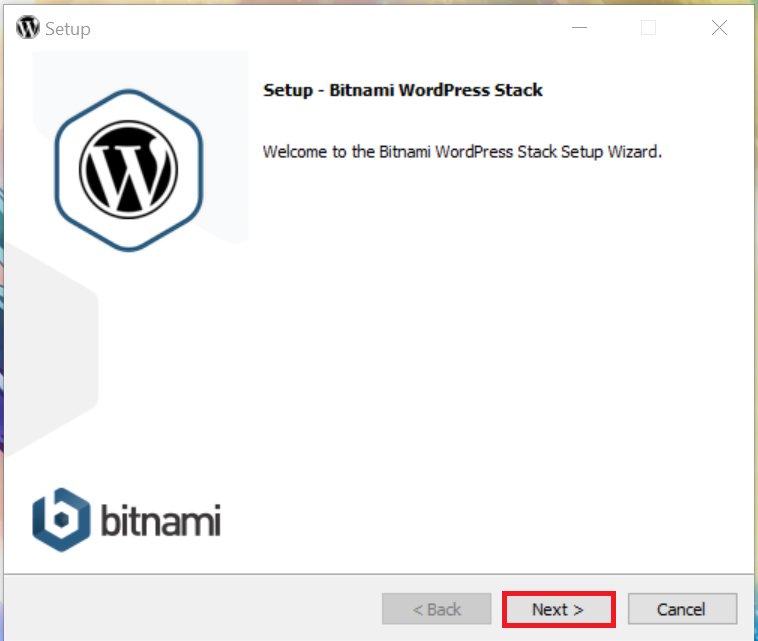 Setup
Setup - Bitnami WordPress Stack
Welcome to the Bitnami WordPress Stack Setup Wizard.
bitnami
< Back
Next >
Cancel